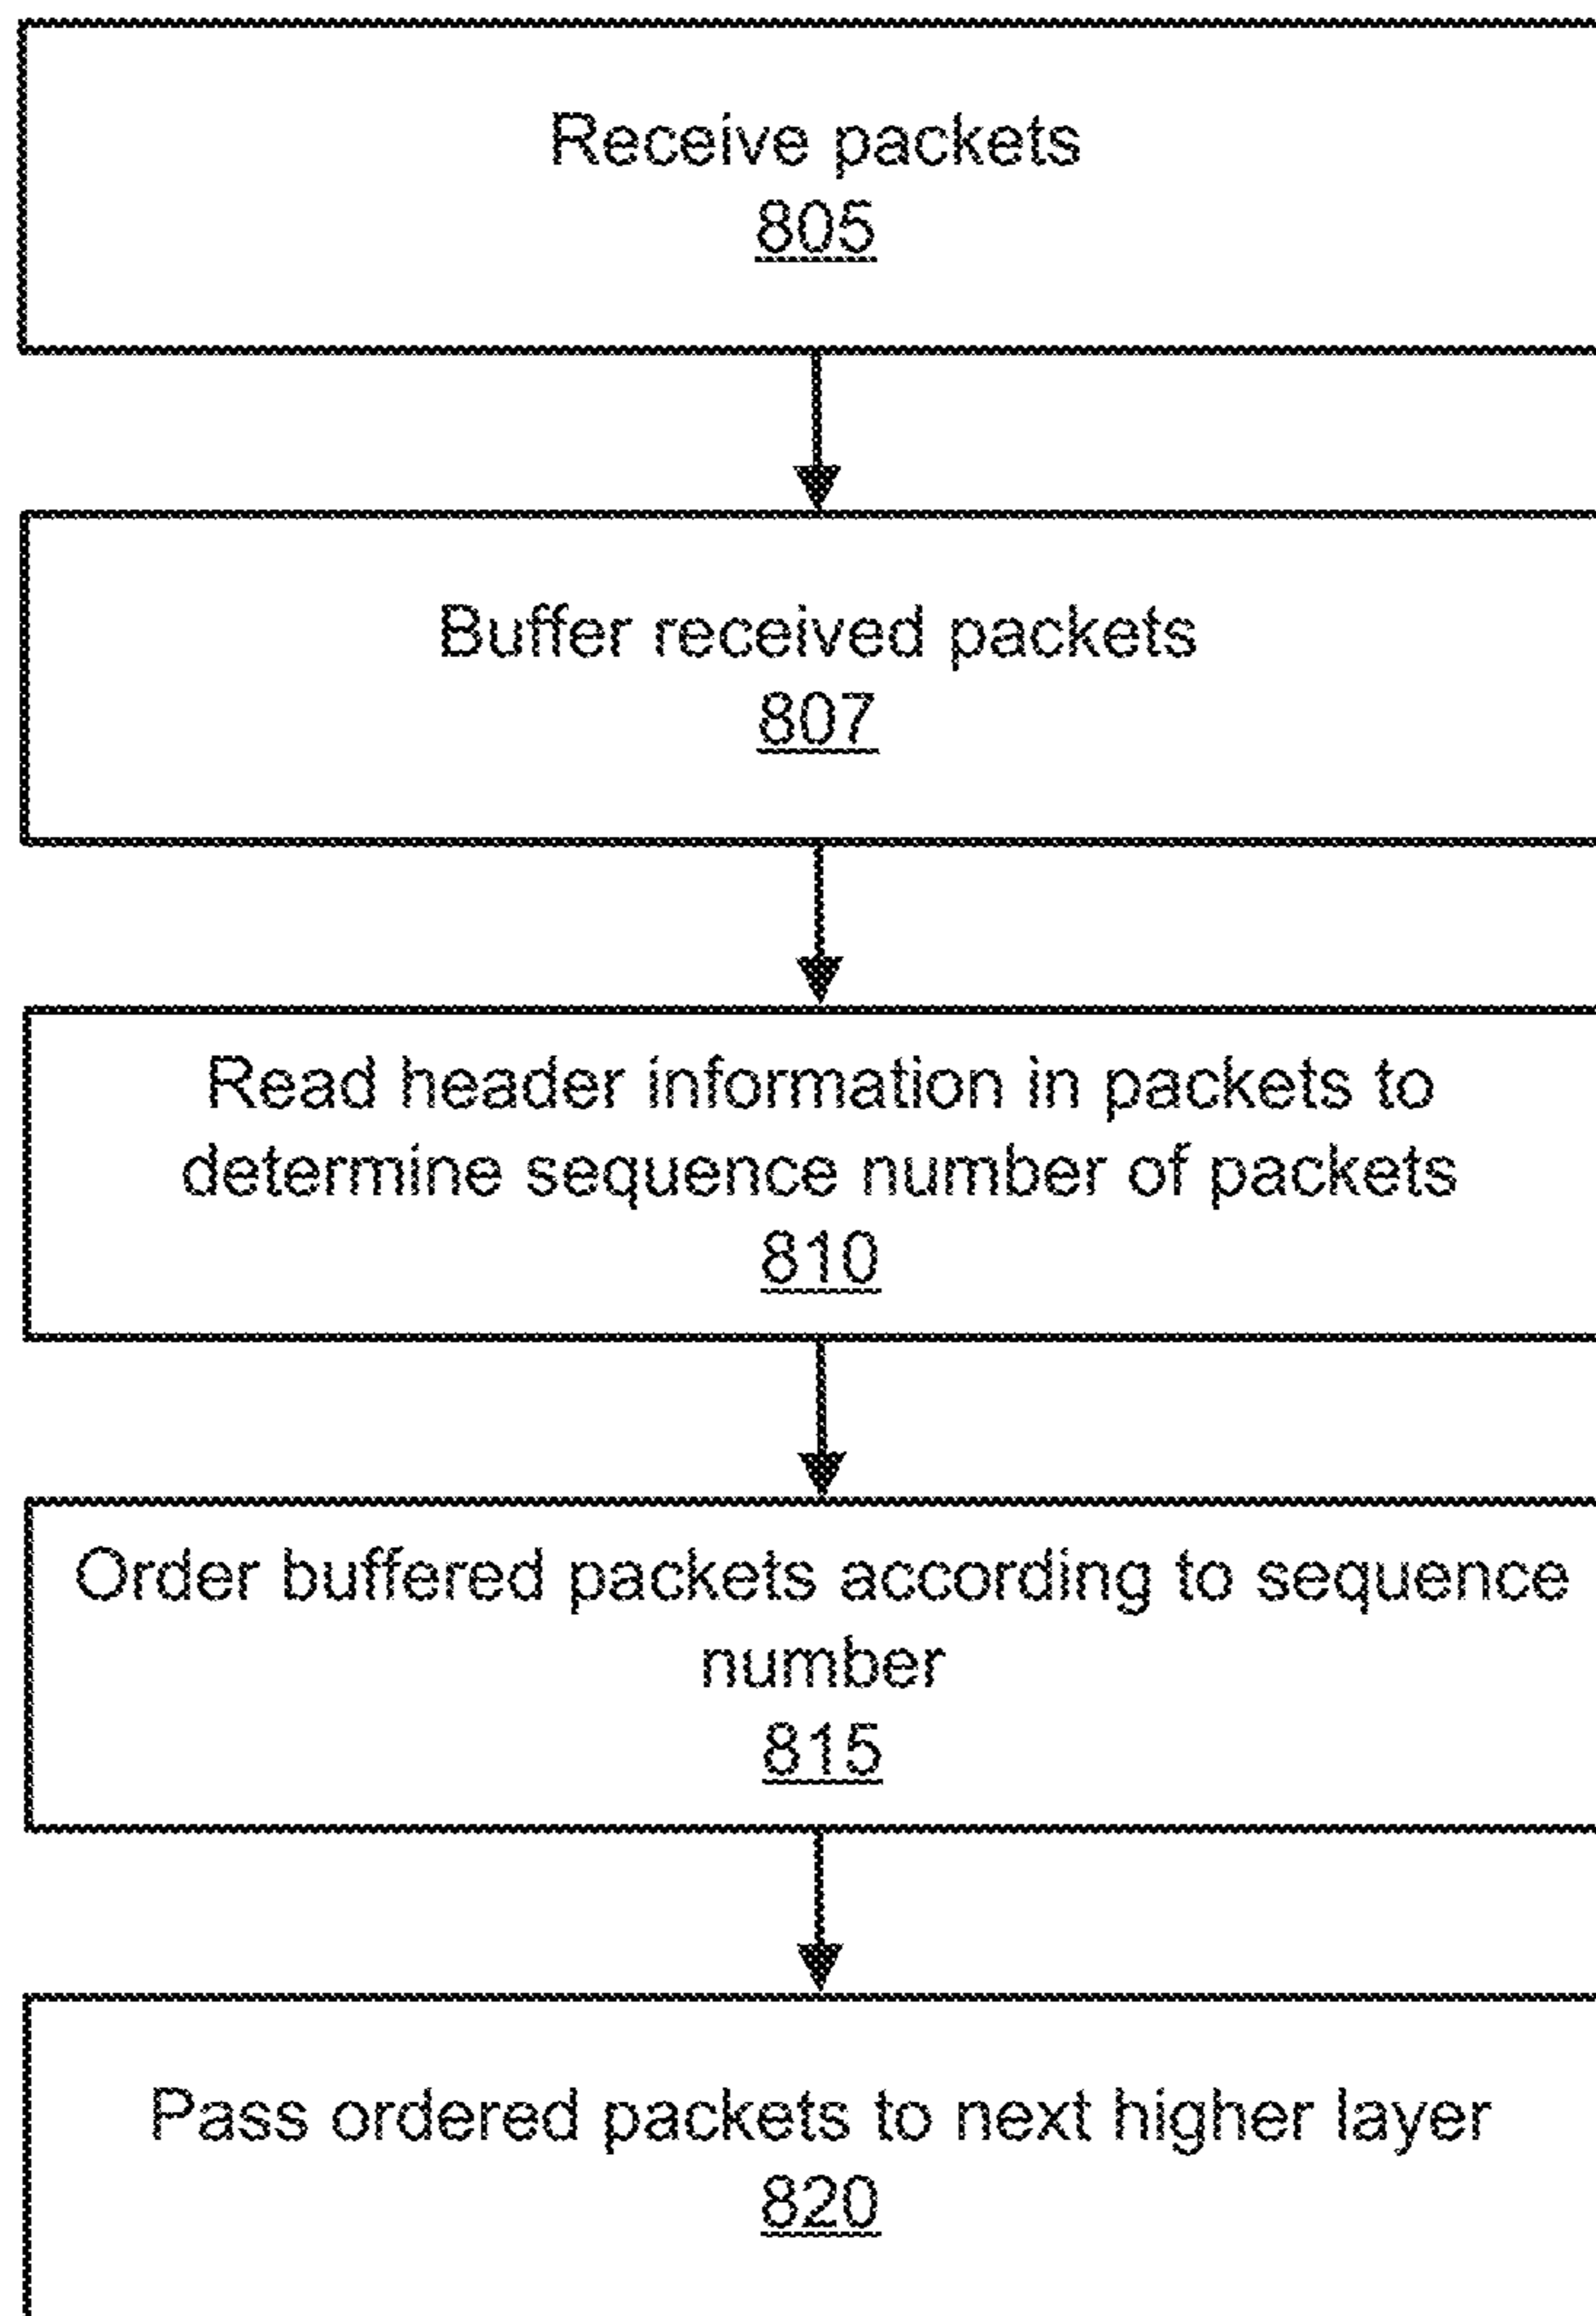 Receive packets
805
Buffer received packets
807
Read header information in packets to
determine sequence number of packets
810
Order buffered packets according to sequence
number
815
Pass ordered packets to next higher layer
820